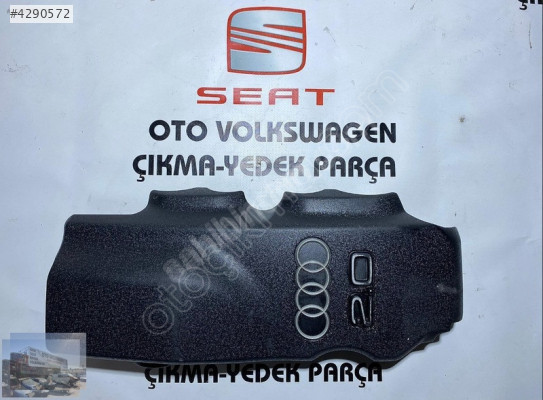 #4290572
SEAT
OTO VOLKSWAGEN
ÇIKMA-YEDEK PARÇA
2.0
ÇIKMA-YEDEK PARÇA